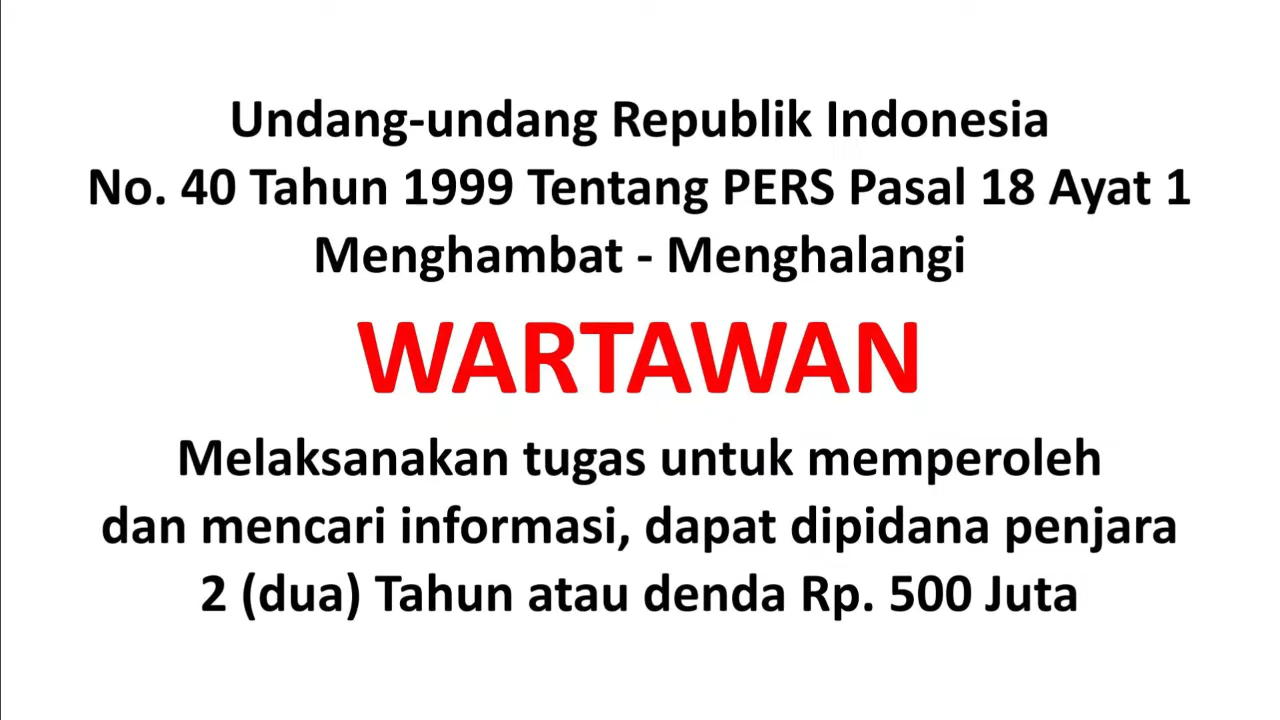 Undang-undang Republik Indonesia
No. 40 Tahun 1999 Tentang PERS Pasal 18 Ayat 1
Menghambat - Menghalangi
WARTAWAN
Melaksanakan tugas untuk memperoleh
dan mencari informasi, dapat dipidana penjara
2 (dua) Tahun atau denda Rp. 500 Juta